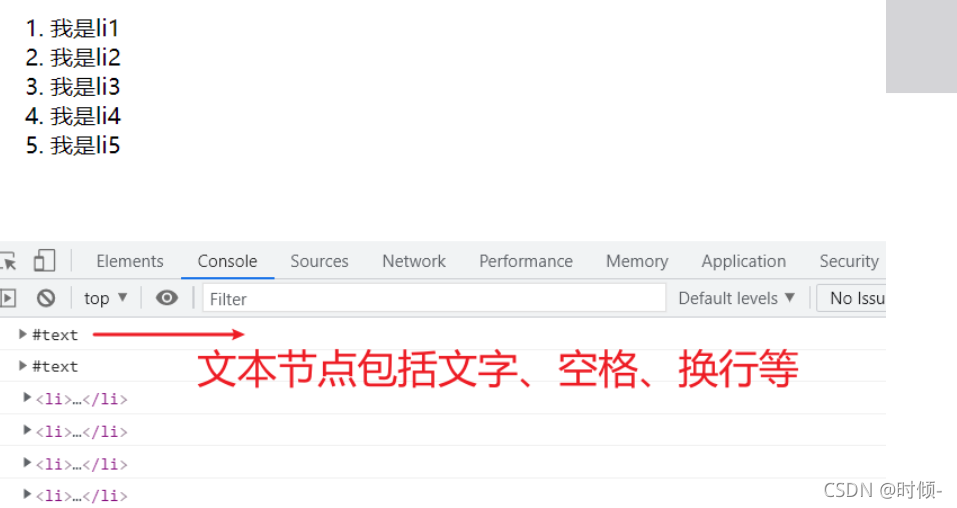 1. 我是li1
2. 我是li2
3. 我是li3
4. 我是li4
5. 我是li5
Elements Console Sources Network Performance Memory Application Security
top ▼ Filter Default levels ▼ No Issu
▶ #text
文本节点包括文字、空格、换行等
▶ #text
▶ <li>…</li>
▶ <li>…</li>
▶ <li>…</li>
▶ <li>…</li>
CSDN @时倾-